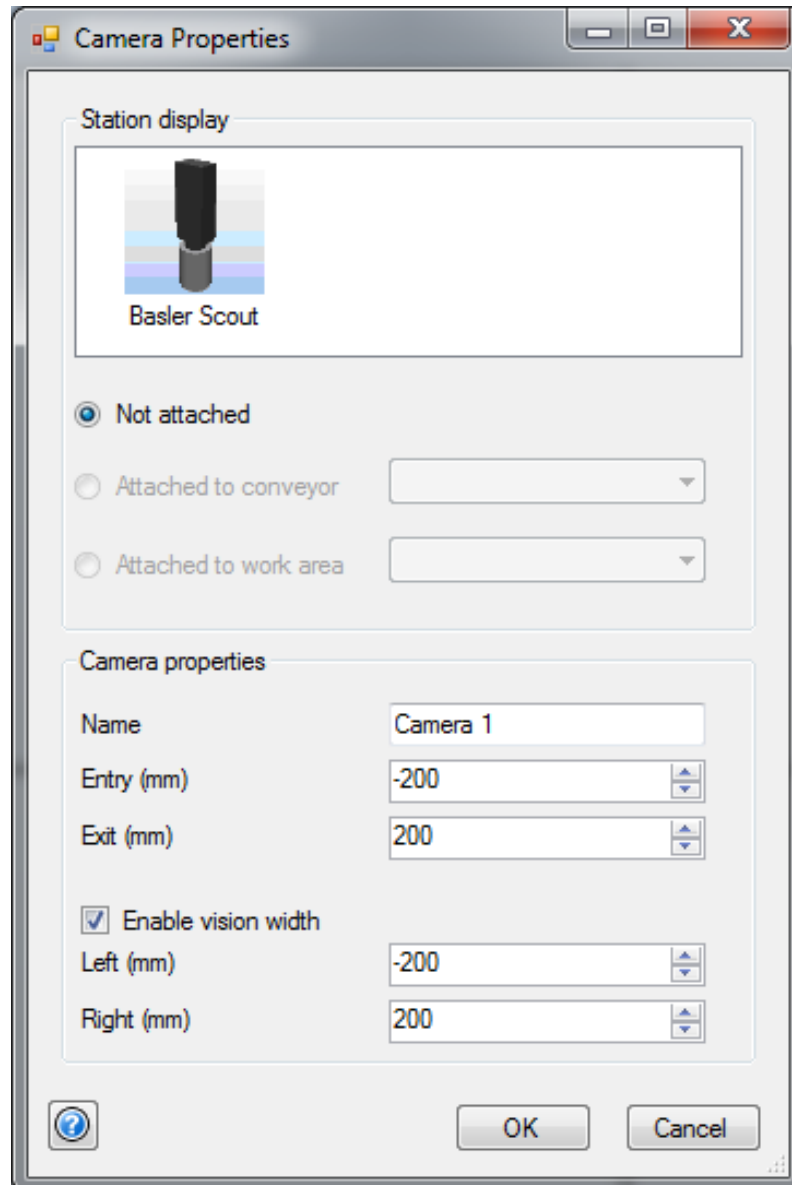 Camera Properties
Station display
Basler Scout
Not attached
Attached to conveyor
Attached to work area
Camera properties
Name Camera 1
Entry (mm) -200
Exit (mm) 200
Enable vision width
Left (mm) -200
Right (mm) 200
OK Cancel